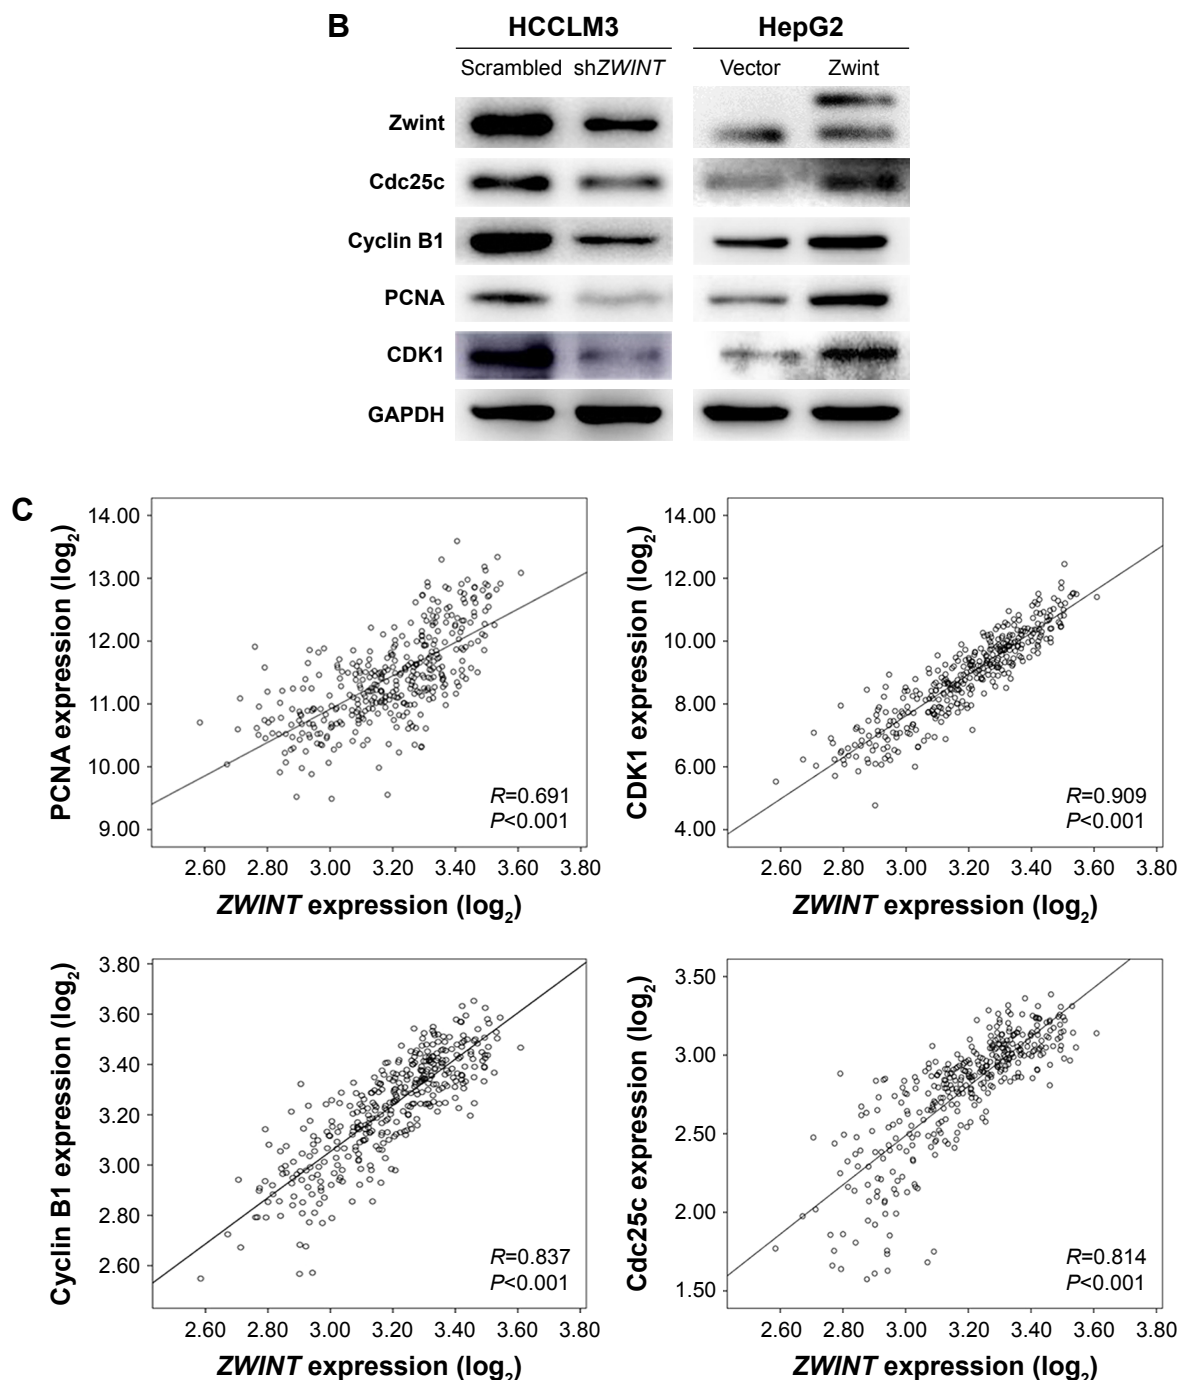 B
HCCLM3 HepG2
Scrambled shZWINT Vector Zwint
Zwint
Cdc25c
Cyclin B1
PCNA
CDK1
GAPDH
C
PCNA expression (log2)
14.00
13.00
12.00
11.00
10.00
9.00
R=0.691
P<0.001
2.60 2.80 3.00 3.20 3.40 3.60 3.80
ZWINT expression (log2)
CDK1 expression (log2)
14.00
12.00
10.00
8.00
6.00
4.00
R=0.909
P<0.001
2.60 2.80 3.00 3.20 3.40 3.60 3.80
ZWINT expression (log2)
Cyclin B1 expression (log2)
3.80
3.60
3.40
3.20
3.00
2.80
2.60
R=0.837
P<0.001
2.60 2.80 3.00 3.20 3.40 3.60 3.80
ZWINT expression (log2)
Cdc25c expression (log2)
3.50
3.00
2.50
2.00
1.50
R=0.814
P<0.001
2.60 2.80 3.00 3.20 3.40 3.60 3.80
ZWINT expression (log2)